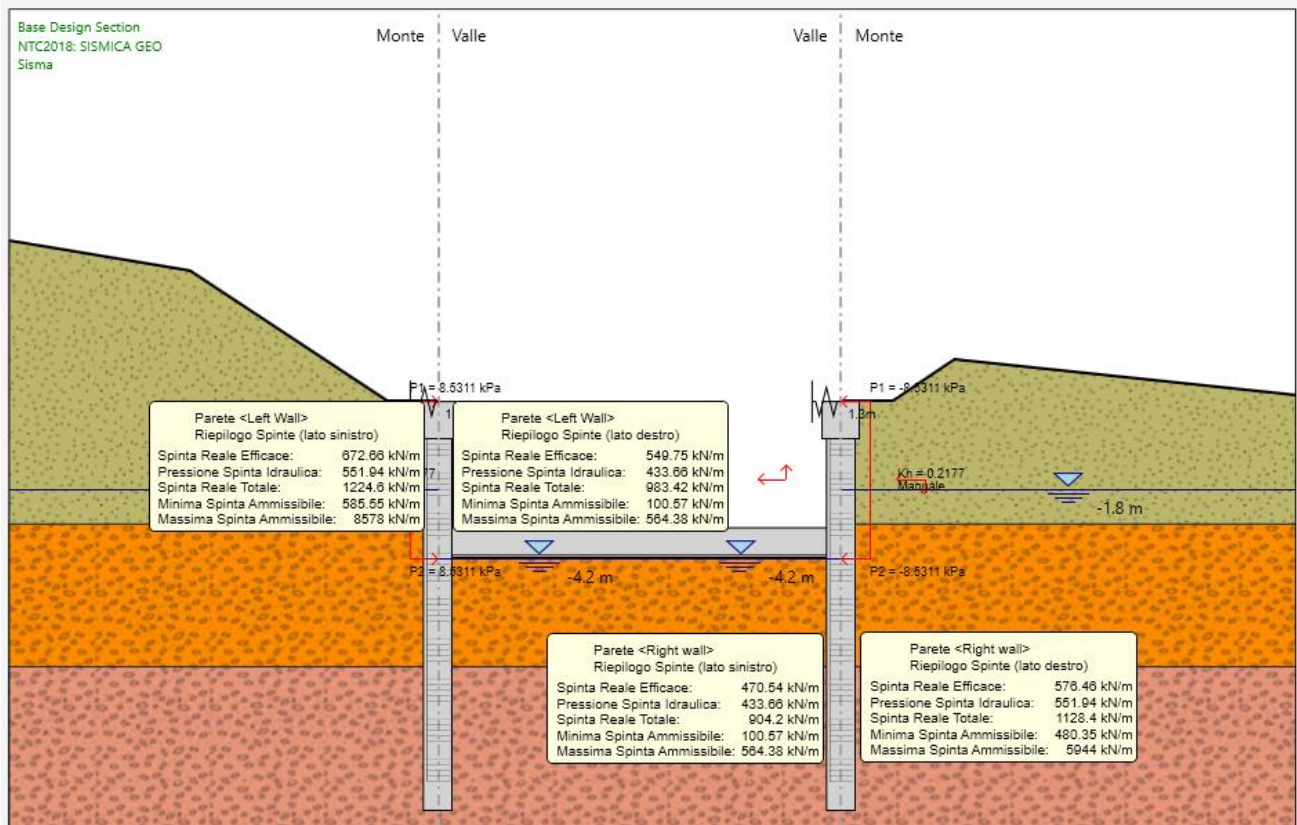 Base Design Section
NTC2018: SISMICA GEO
Sisma
Monte Valle
Valle Monte
P1 = 8.5311 kPa
P1 = -8.5311 kPa
1.3m
Parete <Left Wall>
Riepilogo Spinte (lato sinistro)
Spinta Reale Efficace: 672.66 kN/m
Pressione Spinta Idraulica: 551.94 kN/m
Spinta Reale Totale: 1224.6 kN/m
Minima Spinta Ammissibile: 585.55 kN/m
Massima Spinta Ammissibile: 8578 kN/m
Parete <Left Wall>
Riepilogo Spinte (lato destro)
Spinta Reale Efficace: 549.75 kN/m
Pressione Spinta Idraulica: 433.66 kN/m
Spinta Reale Totale: 983.42 kN/m
Minima Spinta Ammissibile: 100.57 kN/m
Massima Spinta Ammissibile: 564.38 kN/m
Kh = 0.2177
Manuale
-1.8 m
P2 = 8.5311 kPa
-4.2 m
-4.2 m
P2 = -8.5311 kPa
Parete <Right wall>
Riepilogo Spinte (lato sinistro)
Spinta Reale Efficace: 470.54 kN/m
Pressione Spinta Idraulica: 433.66 kN/m
Spinta Reale Totale: 904.2 kN/m
Minima Spinta Ammissibile: 100.57 kN/m
Massima Spinta Ammissibile: 564.38 kN/m
Parete <Right wall>
Riepilogo Spinte (lato destro)
Spinta Reale Efficace: 576.46 kN/m
Pressione Spinta Idraulica: 551.94 kN/m
Spinta Reale Totale: 1128.4 kN/m
Minima Spinta Ammissibile: 480.35 kN/m
Massima Spinta Ammissibile: 5944 kN/m